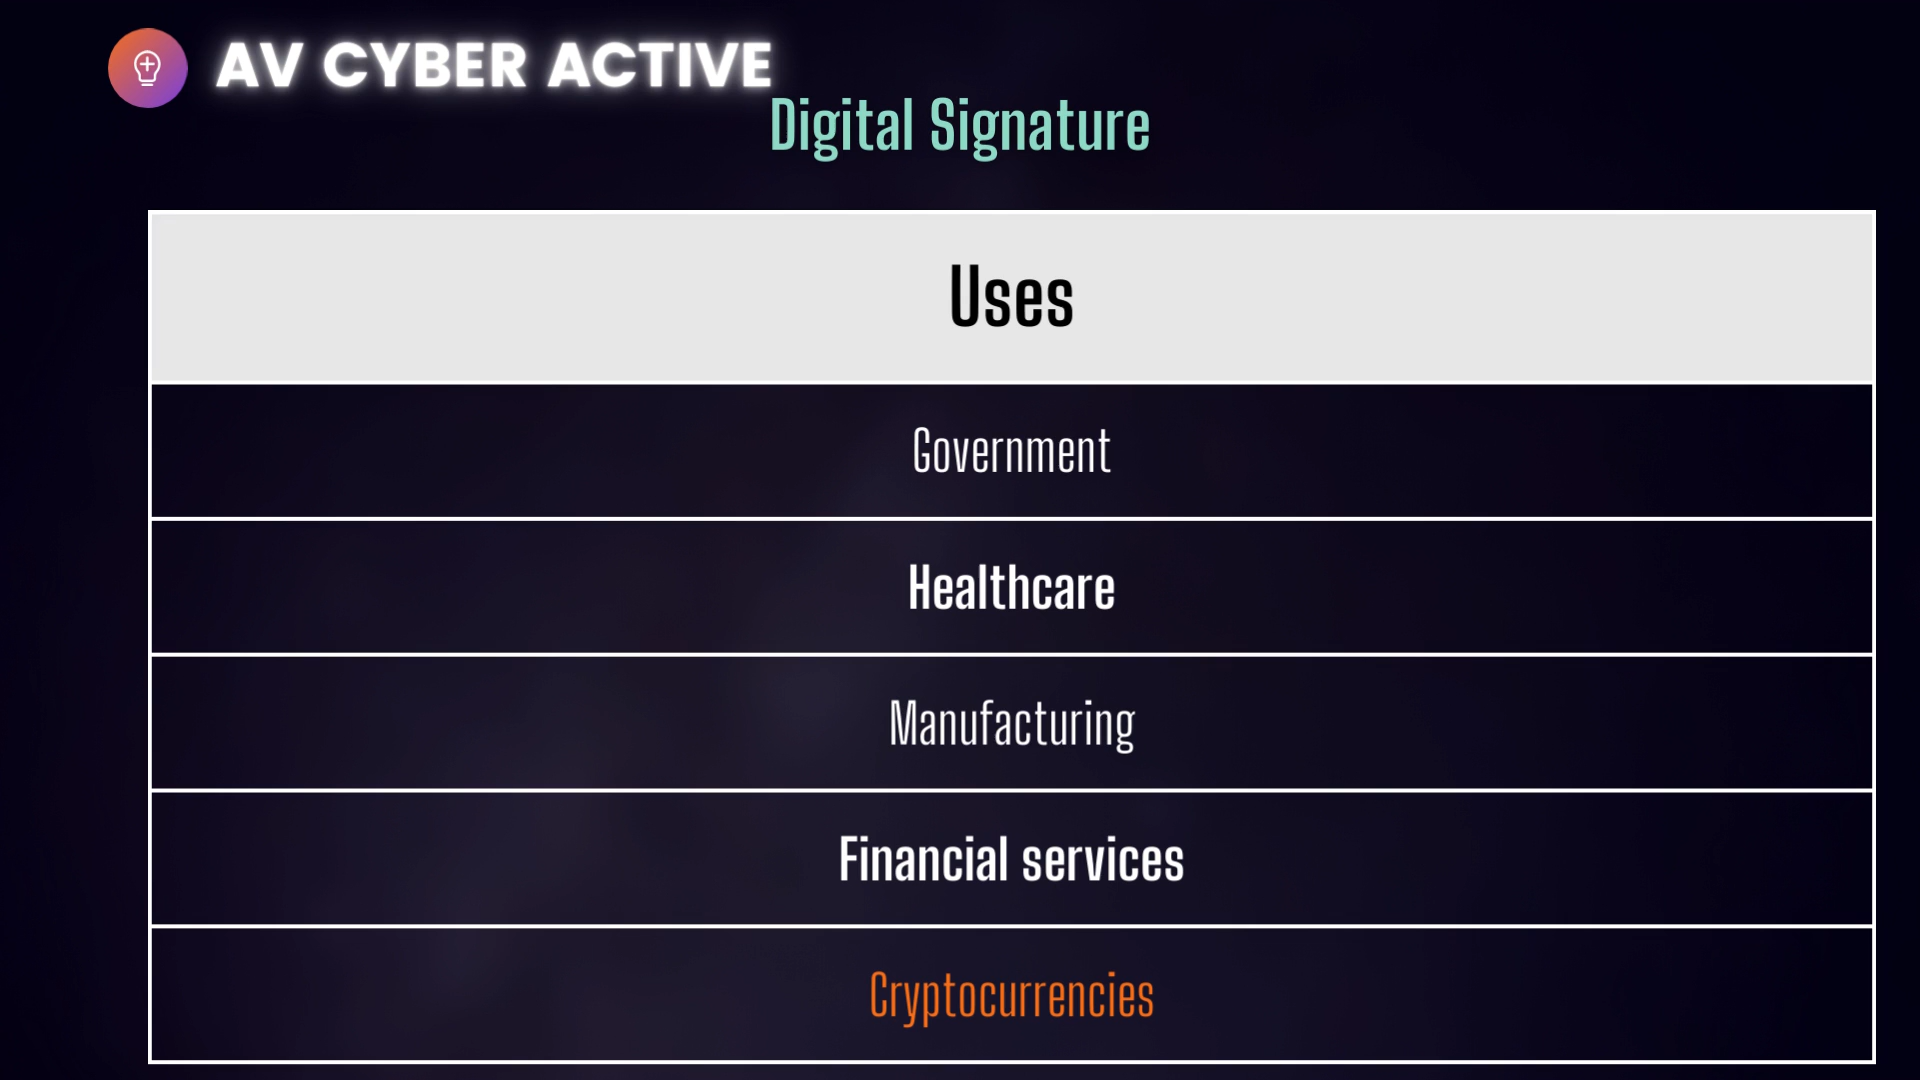 AV CYBER ACTIVE
Digital Signature
Uses
Government
Healthcare
Manufacturing
Financial services
Cryptocurrencies